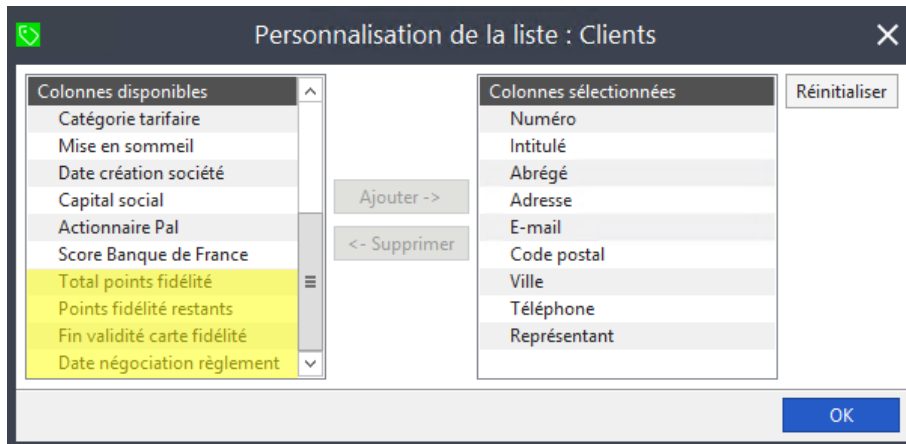 Personnalisation de la liste : Clients
Colonnes disponibles
Catégorie tarifaire
Mise en sommeil
Date création société
Capital social
Actionnaire Pal
Score Banque de France
Total points fidélité
Points fidélité restants
Fin validité carte fidélité
Date négociation règlement
Ajouter ->
<- Supprimer
Colonnes sélectionnées
Numéro
Intitulé
Abrégé
Adresse
E-mail
Code postal
Ville
Téléphone
Représentant
Réinitialiser
OK